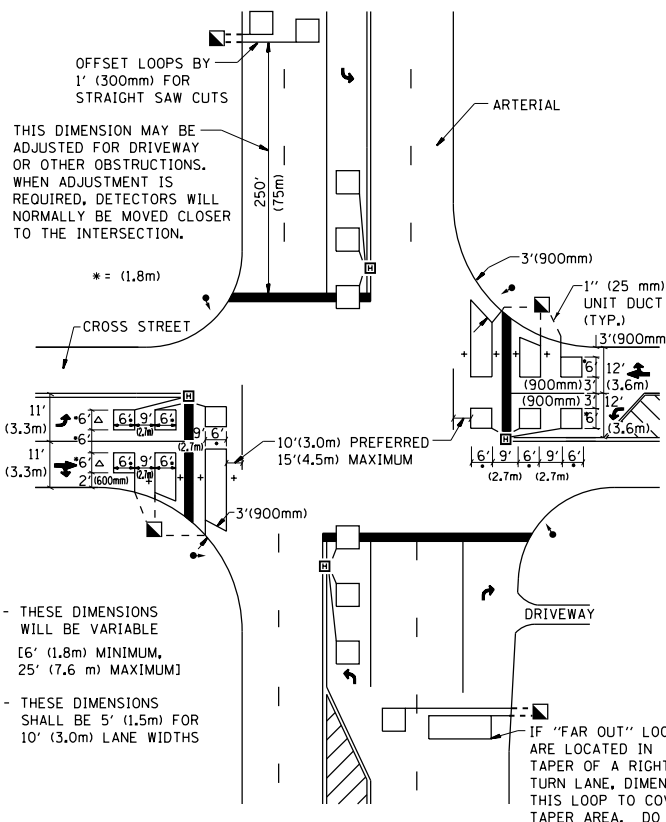 OFFSET LOOPS BY
1' (300mm) FOR
STRAIGHT SAW CUTS
ARTERIAL
THIS DIMENSION MAY BE
ADJUSTED FOR DRIVEWAY
OR OTHER OBSTRUCTIONS.
WHEN ADJUSTMENT IS
REQUIRED, DETECTORS WILL
NORMALLY BE MOVED CLOSER
TO THE INTERSECTION.
250'
(75m)
* = (1.8m)
H
3'(900mm)
1" (25 mm)
UNIT DUCT
(TYP.)
CROSS STREET
3'(900mm
6'
12'
(3.6m)
(900mm) 3'
(900mm) 3'
6'
12'
(3.6m)
H
6' 9' 6' 9' 6'
(2.7m) (2.7m)
H
11'
(3.3m)
*6' 6' 9' 6'
(2.7m)
*6'
(2.7m)
9' 6'
11'
(3.3m)
*6' 6' 9' 6'
(2.7m)
2' (600mm)
10'(3.0m) PREFERRED
15'(4.5m) MAXIMUM
3'(900mm)
H
- THESE DIMENSIONS
WILL BE VARIABLE
[6' (1.8m) MINIMUM,
25' (7.6 m) MAXIMUM]
- THESE DIMENSIONS
SHALL BE 5' (1.5m) FOR
10' (3.0m) LANE WIDTHS
DRIVEWAY
IF "FAR OUT" LOO
ARE LOCATED IN
TAPER OF A RIGHT
TURN LANE, DIMEN
THIS LOOP TO COV
TAPER AREA. DO